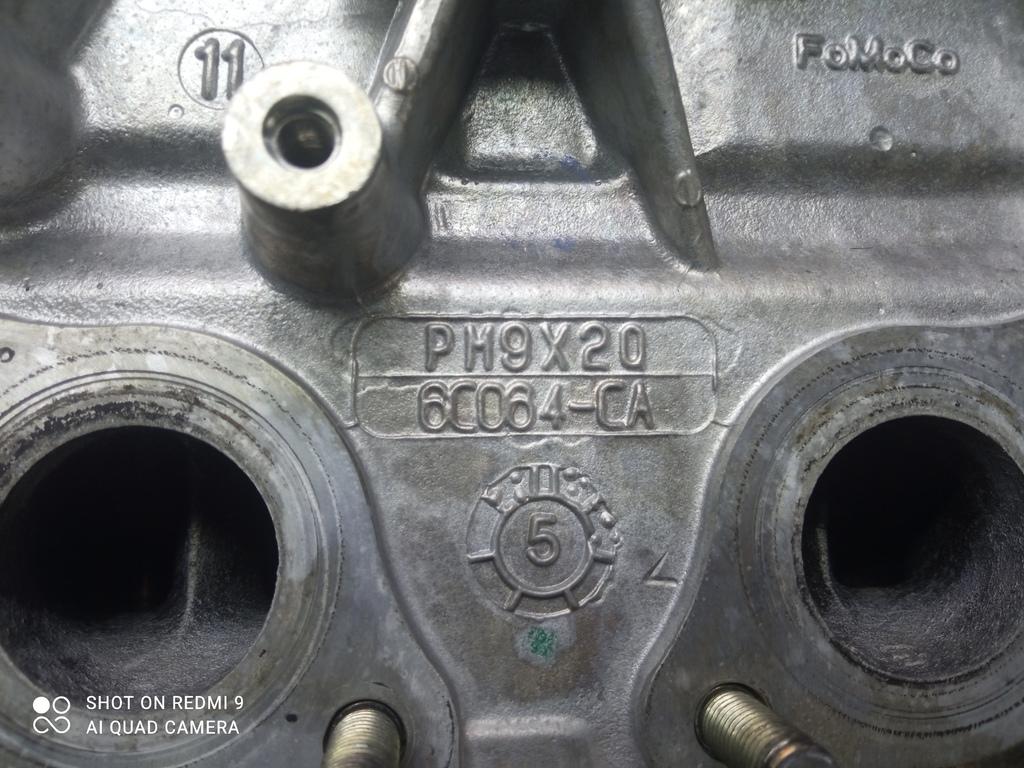 11
FoMoCo
PM9X20
6C064-CA
5
SHOT ON REDMI 9
AI QUAD CAMERA